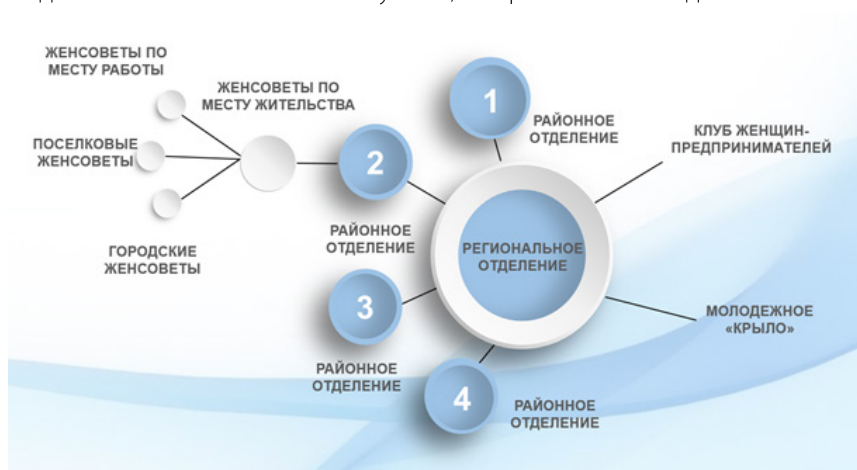 ЖЕНСОВЕТЫ ПО
МЕСТУ РАБОТЫ
ЖЕНСОВЕТЫ ПО
МЕСТУ ЖИТЕЛЬСТВА
ПОСЕЛКОВЫЕ
ЖЕНСОВЕТЫ
ГОРОДСКИЕ
ЖЕНСОВЕТЫ
1
РАЙОННОЕ
ОТДЕЛЕНИЕ
2
РАЙОННОЕ
ОТДЕЛЕНИЕ
3
РАЙОННОЕ
ОТДЕЛЕНИЕ
4
РАЙОННОЕ
ОТДЕЛЕНИЕ
РЕГИОНАЛЬНОЕ
ОТДЕЛЕНИЕ
КЛУБ ЖЕНЩИН-
ПРЕДПРИНИМАТЕЛЕЙ
МОЛОДЕЖНОЕ
«КРЫЛО»